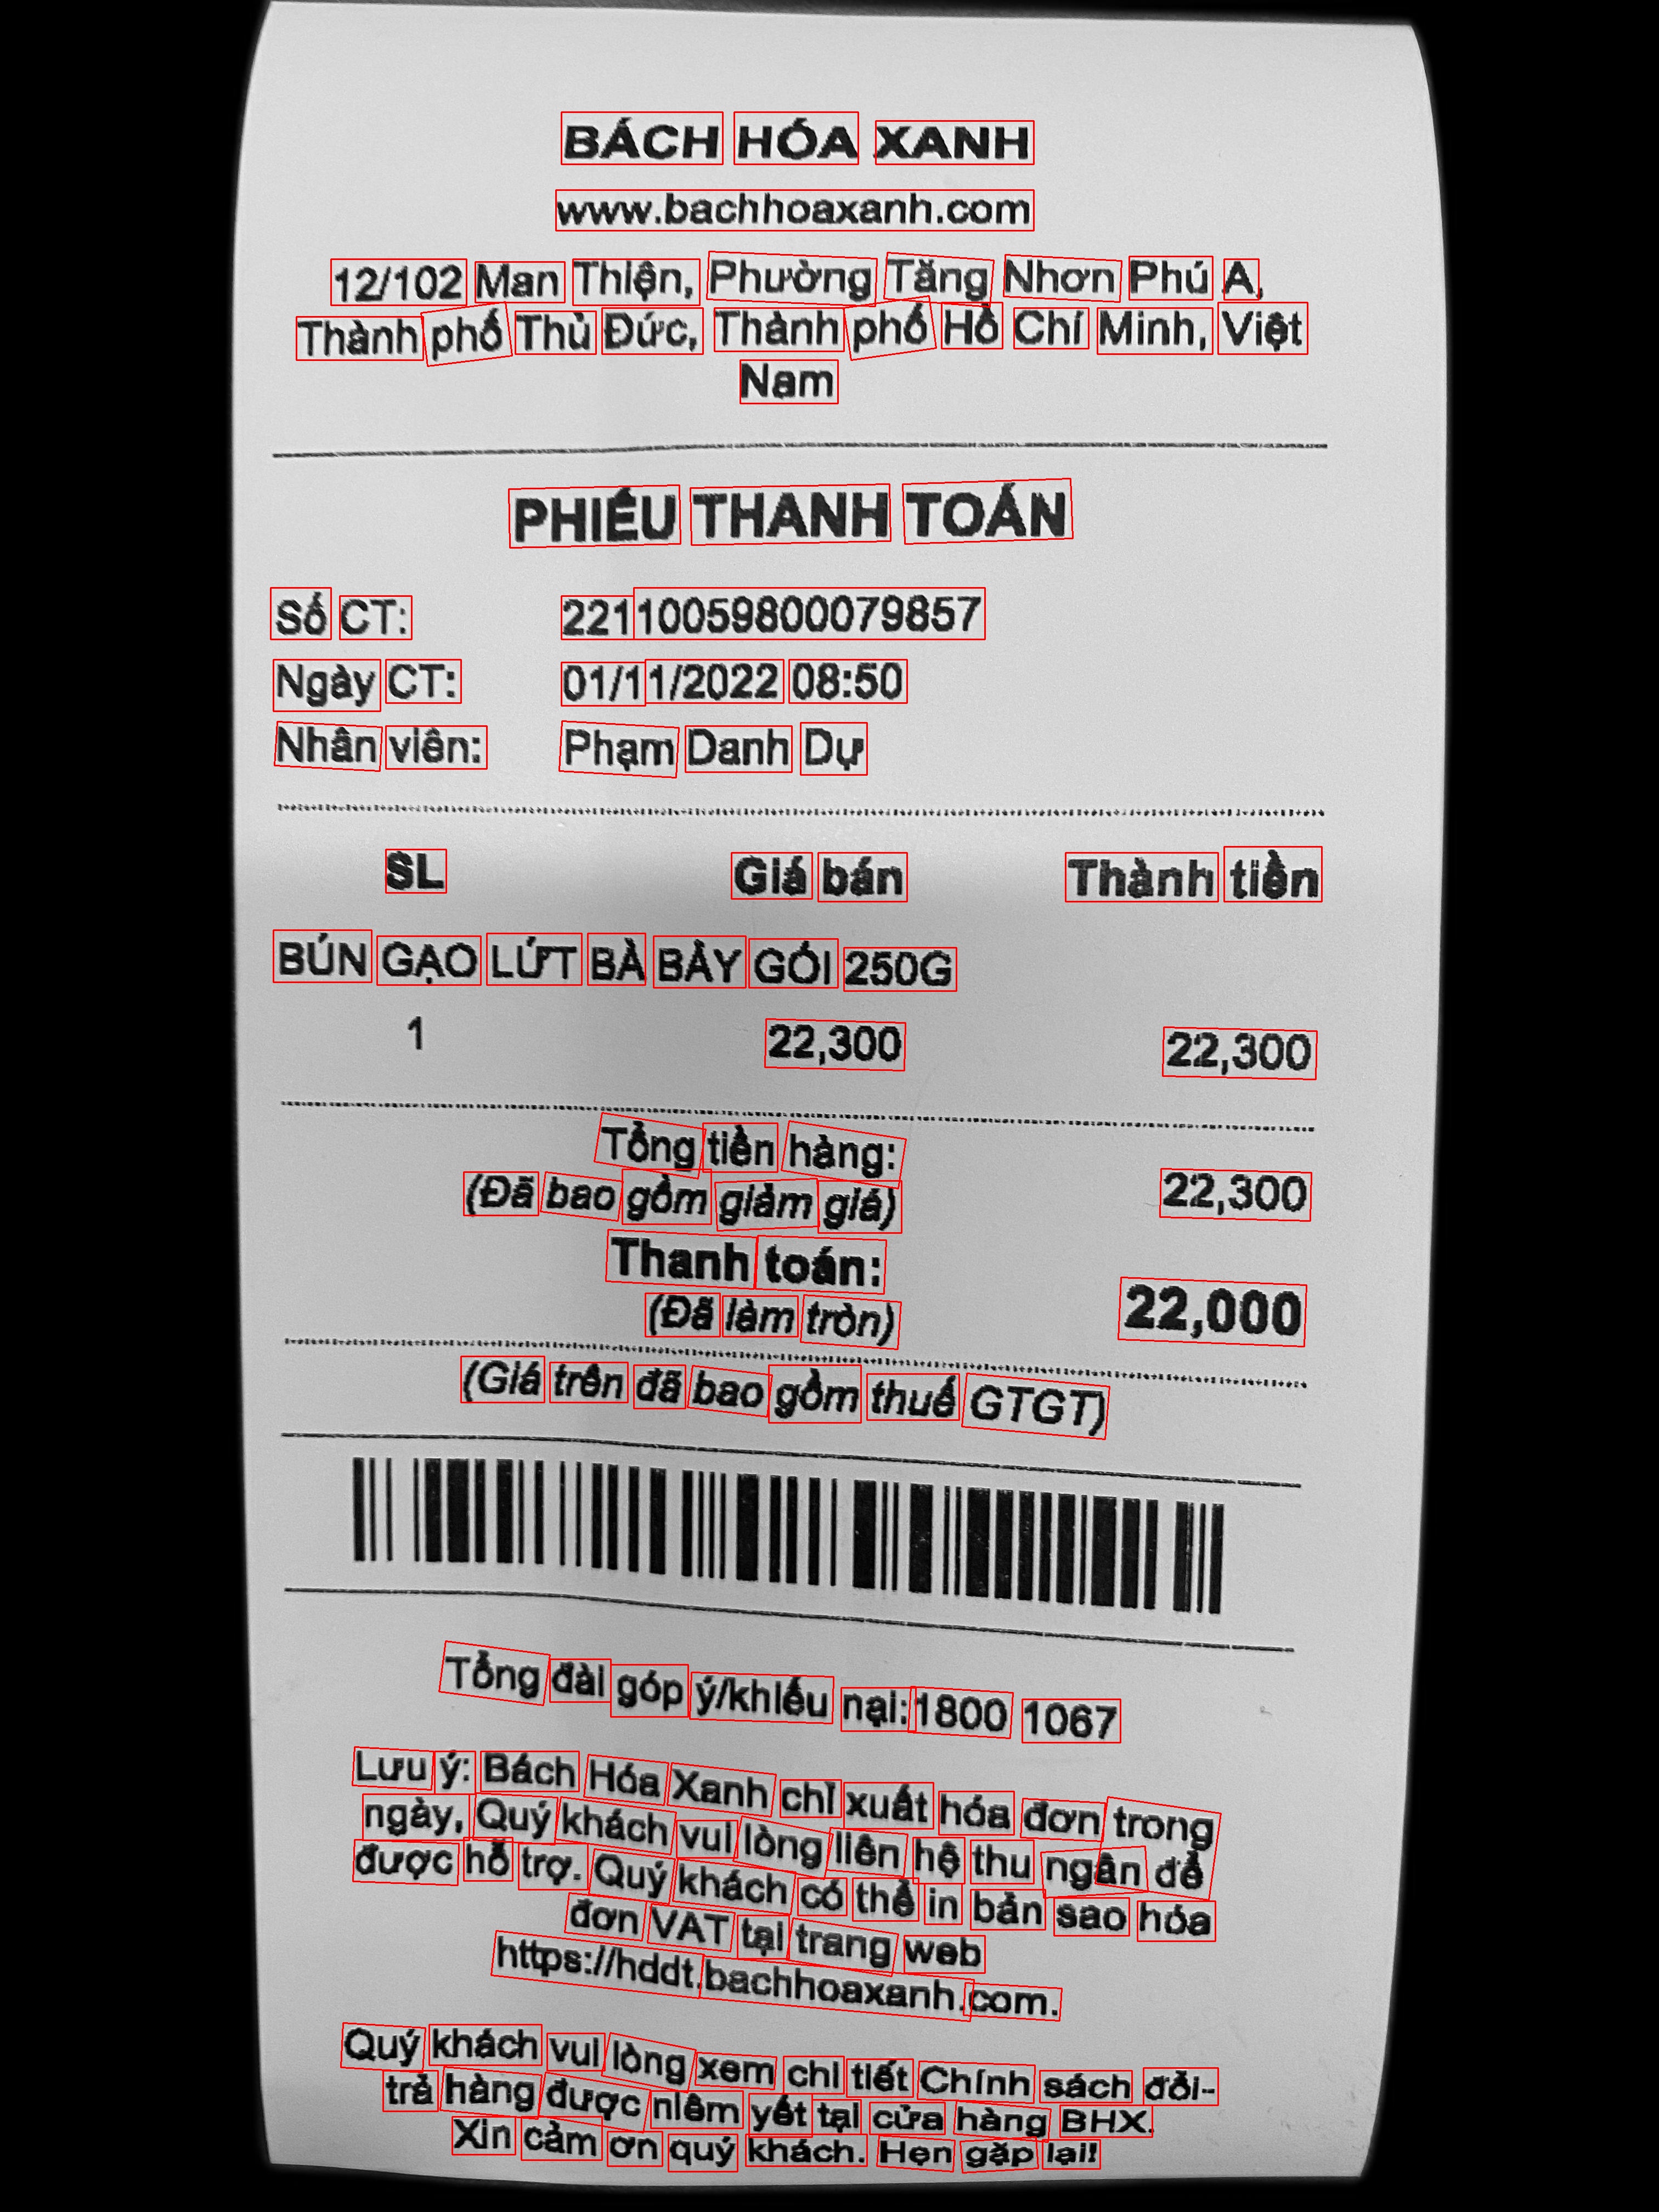 BÁCH HÓA XANH
www.bachhoaxanh.com
12/102 Man Thiện, Phường Tăng Nhơn Phú A,
Thành phố Thủ Đức, Thành phố Hồ Chí Minh, Việt
Nam
PHIẾU THANH TOÁN
Số CT: 22110059800079857
Ngày CT: 01/11/2022 08:50
Nhân viên: Phạm Danh Dự
SL Giá bán Thành tiền
BÚN GẠO LỨT BÀ BẢY GÓI 250G
1 22,300 22,300
Tổng tiền hàng: 22,300
(Đã bao gồm giảm giá)
Thanh toán: 22,000
(Đã làm tròn)
(Giá trên đã bao gồm thuế GTGT)
Tổng đài góp ý/khiếu nại:1800 1067
Lưu ý: Bách Hóa Xanh chỉ xuất hóa đơn trong
ngày, Quý khách vui lòng liên hệ thu ngân để
được hỗ trợ. Quý khách có thể in bản sao hóa
đơn VAT tại trang web
https://hddt.bachhoaxanh.com.
Quý khách vui lòng xem chi tiết Chính sách đổi-
trả hàng được niêm yết tại cửa hàng BHX.
Xin cảm ơn quý khách. Hẹn gặp lại!